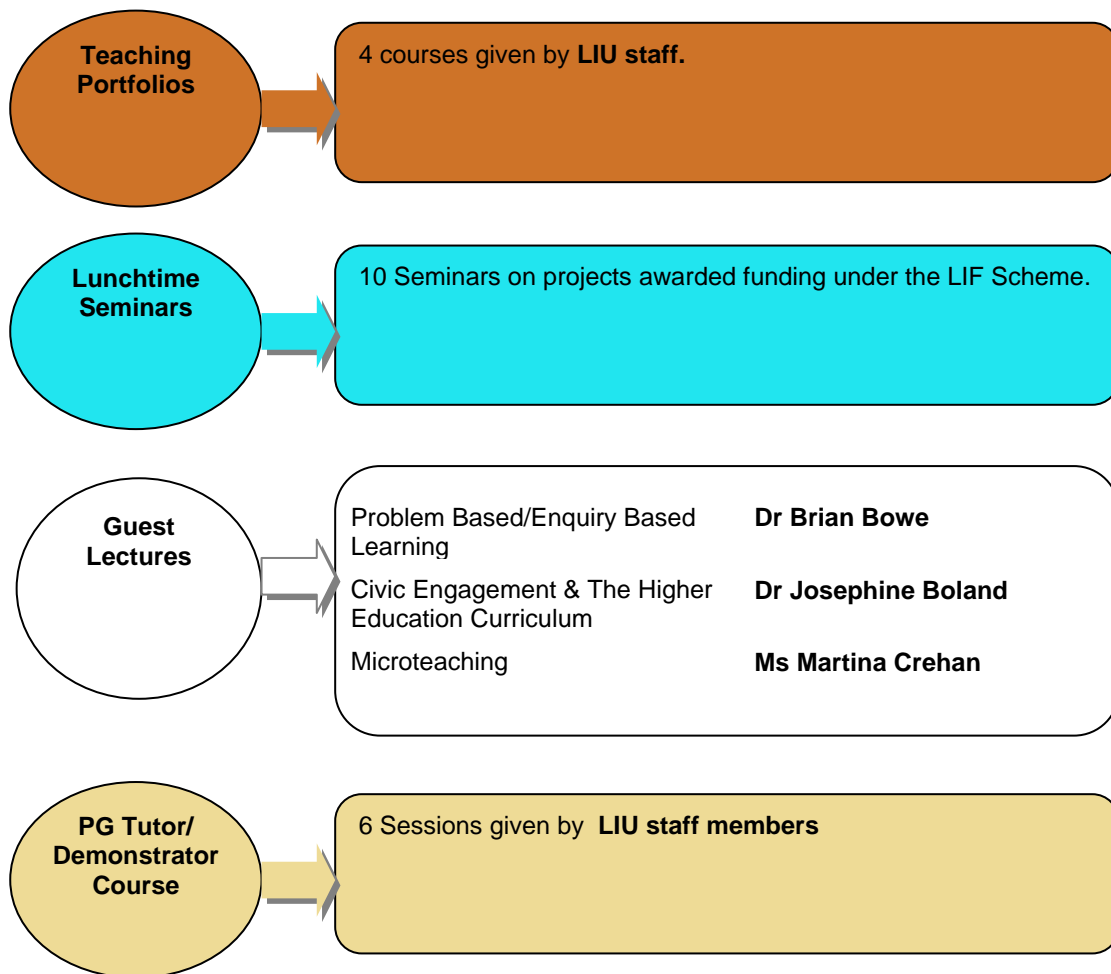 Teaching
Portfolios
4 courses given by LIU staff.
Lunchtime
Seminars
10 Seminars on projects awarded funding under the LIF Scheme.
Guest
Lectures
Problem Based/Enquiry Based
Learning
Dr Brian Bowe
Civic Engagement & The Higher
Education Curriculum
Dr Josephine Boland
Microteaching
Ms Martina Crehan
PG Tutor/
Demonstrator
Course
6 Sessions given by LIU staff members